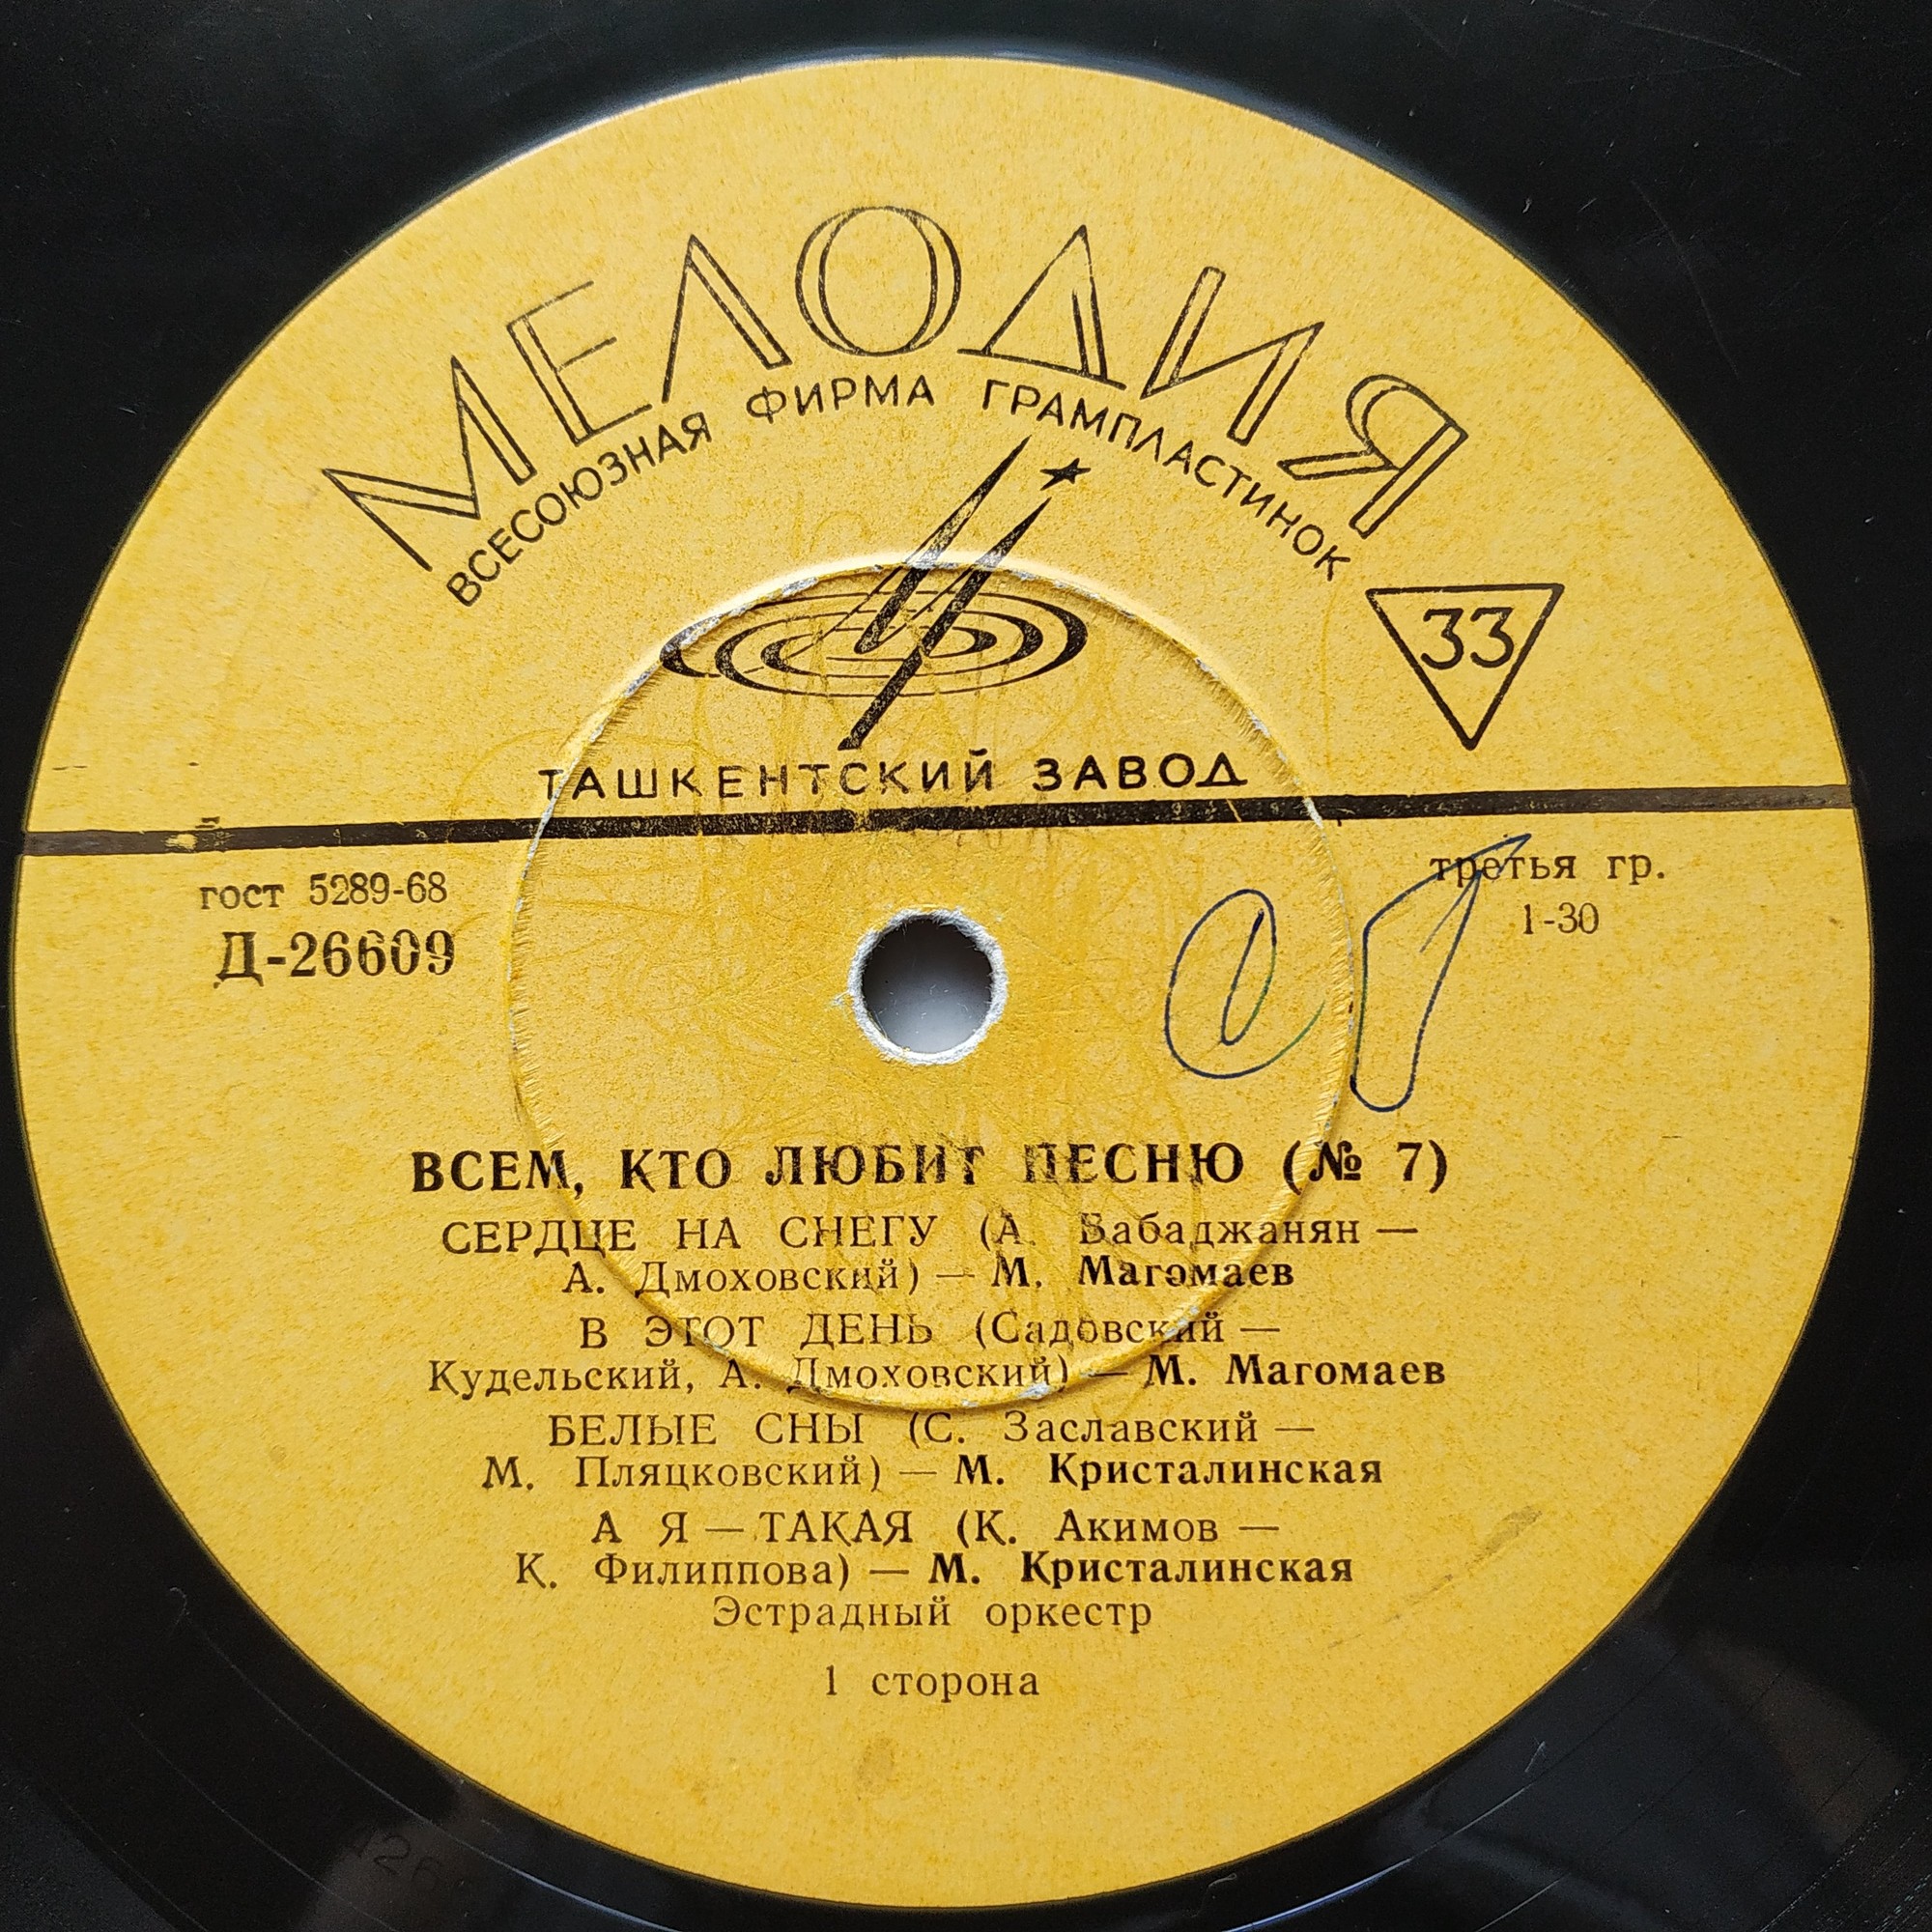 МЕЛОДИЯ
ВСЕСОЮЗНАЯ ФИРМА ГРАМПЛАСТИНОК
33
ТАШКЕНТСКИЙ ЗАВОД
гост 5289-68
третья гр.
Д-26609
1-30
ВСЕМ, КТО ЛЮБИТ ПЕСНЮ (№ 7)
СЕРДЦЕ НА СНЕГУ (А. Бабаджанян —
А. Дмоховский) — М. Магомаев
В ЭТОТ ДЕНЬ (Садовский —
Кудельский, А. Дмоховский) — М. Магомаев
БЕЛЫЕ СНЫ (С. Заславский —
М. Пляцковский) — М. Кристалинская
А Я — ТАКАЯ (К. Акимов —
К. Филиппова) — М. Кристалинская
Эстрадный оркестр
1 сторона